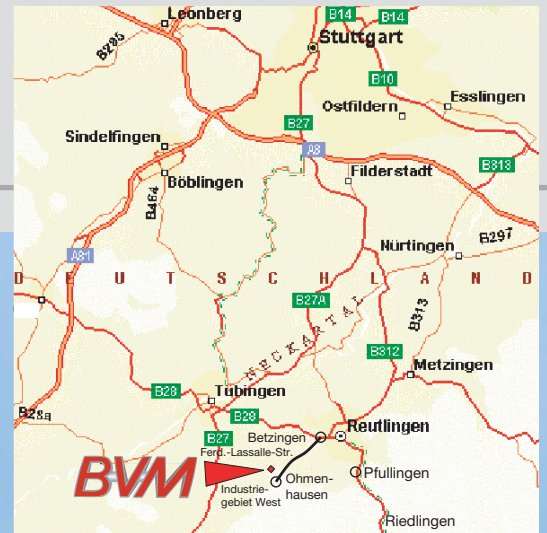 Leonberg
B14
B14
B295
Stuttgart
B10
Ostfildern
Esslingen
B27
Sindelfingen
A8
B313
Filderstadt
Böblingen
B464
B297
Nürtingen
A81
DEUTSCHLAND
B27A
NECKARTAL
B313
B312
Metzingen
B28
Tübingen
B28a
B28
Reutlingen
B27
Betzingen
Ferd.-Lassalle-Str.
BVM
Pfullingen
Ohmen-
hausen
Industrie-
gebiet West
Riedlingen